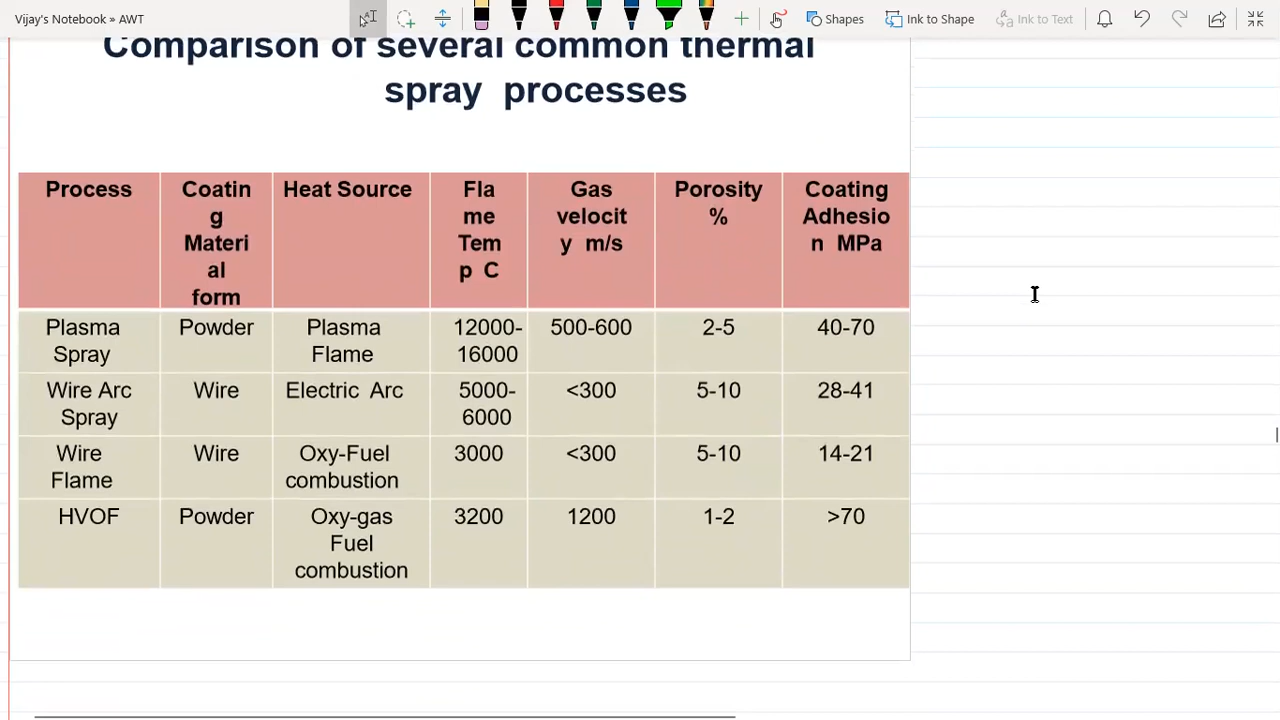 Vijay's Notebook » AWT
Shapes
Ink to Shape
Ink to Text
Comparison of several common thermal
spray processes
Process
Coatin
g
Materi
al
form
Heat Source
Fla
me
Tem
p C
Gas
velocit
y m/s
Porosity
%
Coating
Adhesio
n MPa
Plasma
Spray
Powder
Plasma
Flame
12000-
16000
500-600
2-5
40-70
Wire Arc
Spray
Wire
Electric Arc
5000-
6000
<300
5-10
28-41
Wire
Flame
Wire
Oxy-Fuel
combustion
3000
<300
5-10
14-21
HVOF
Powder
Oxy-gas
Fuel
combustion
3200
1200
1-2
>70